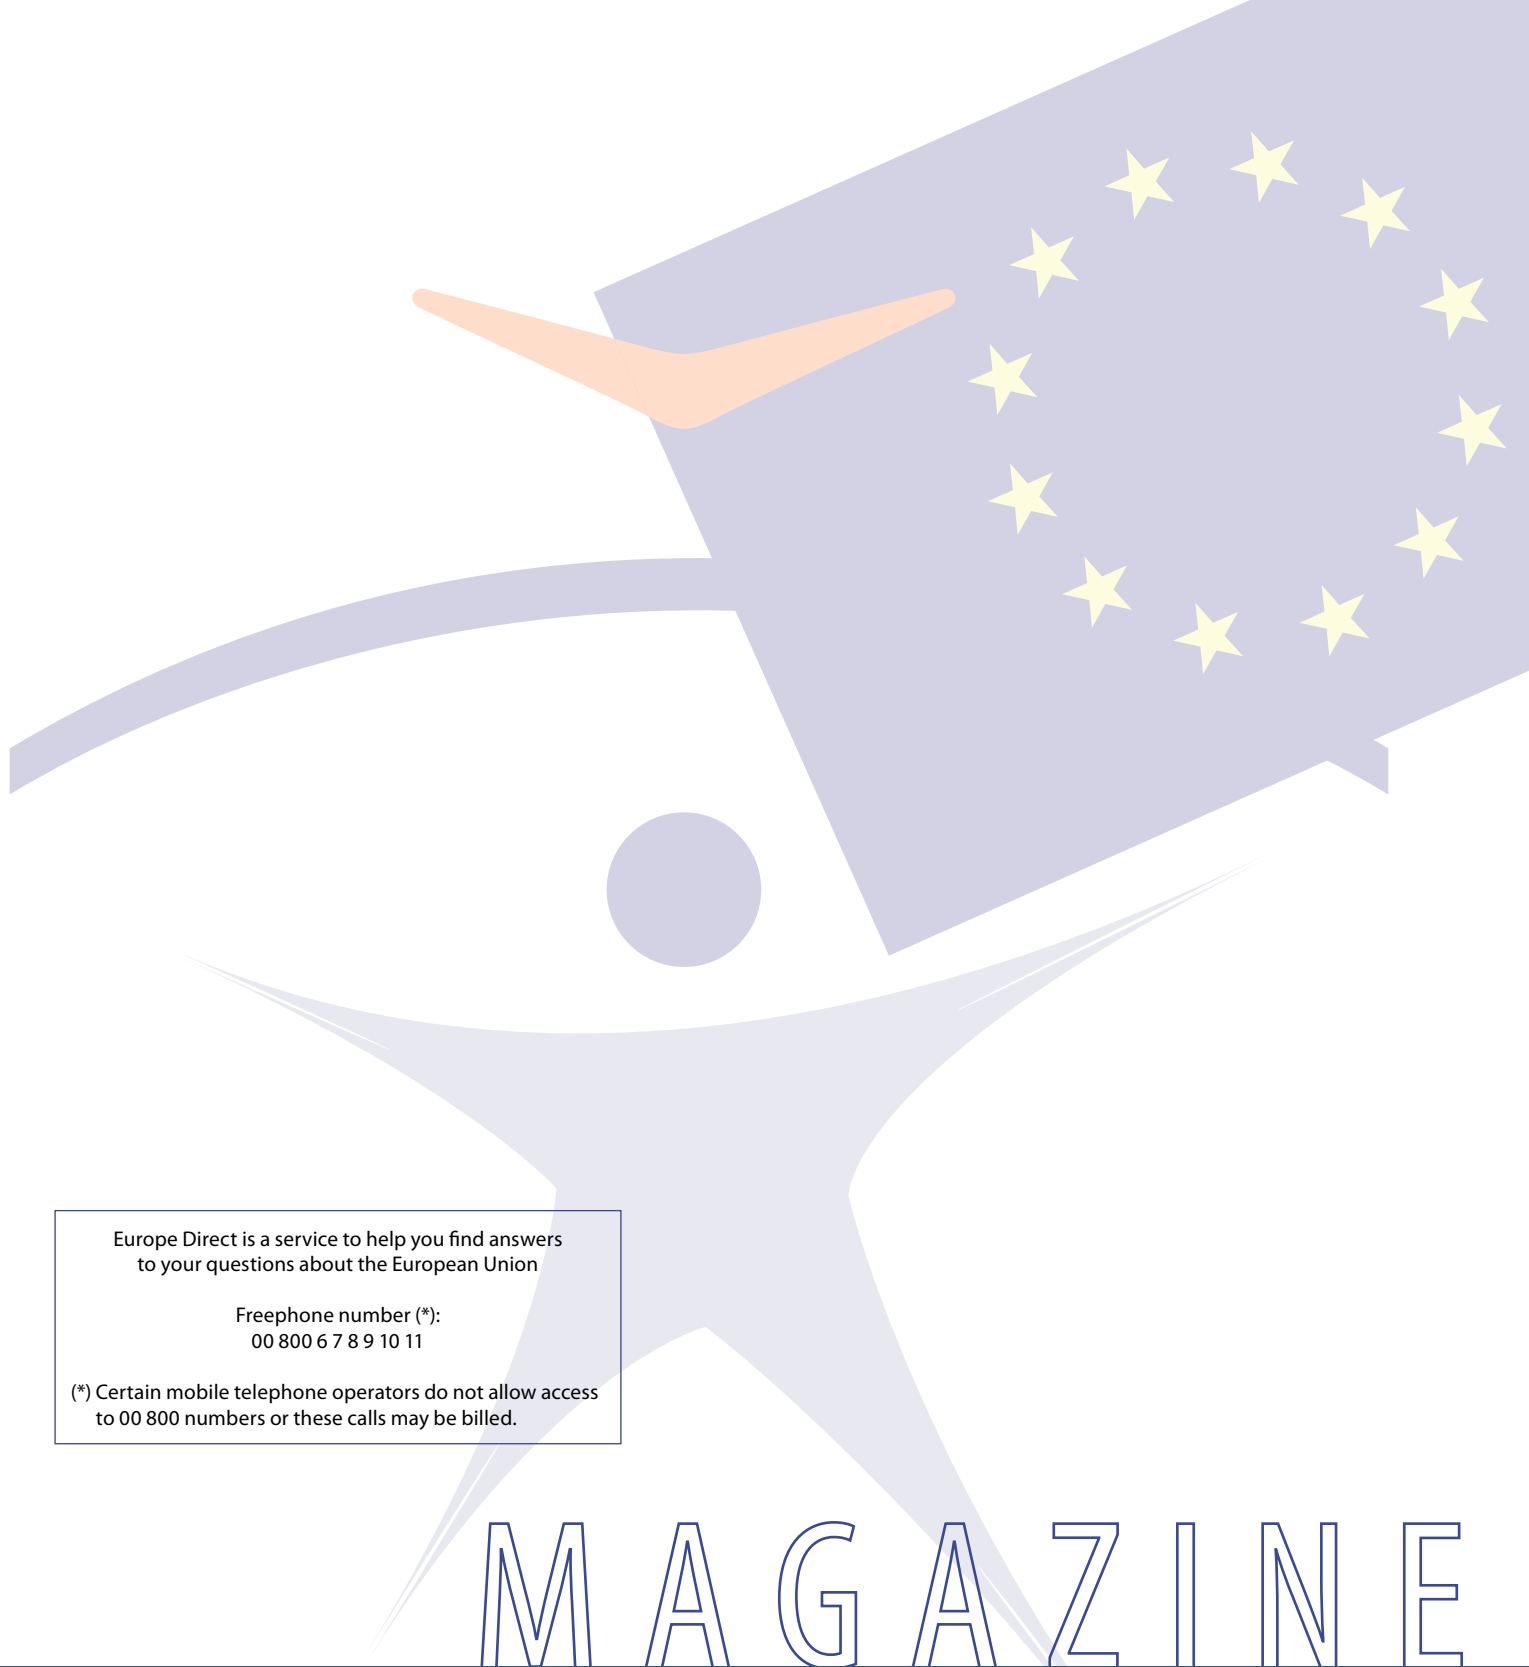 Europe Direct is a service to help you find answers
to your questions about the European Union
Freephone number (*):
00 800 6 7 8 9 10 11
(*) Certain mobile telephone operators do not allow access
to 00 800 numbers or these calls may be billed.
MAGAZINE